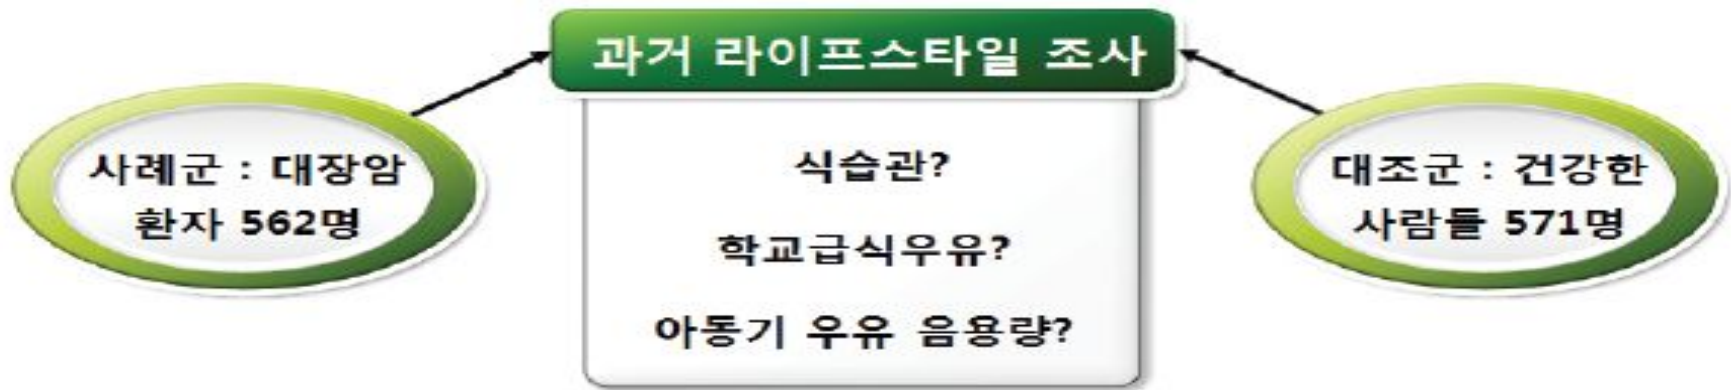 과거 라이프스타일 조사
사례군 : 대장암
환자 562명
식습관?
학교급식우유?
아동기 우유 음용량?
대조군 : 건강한
사람들 571명